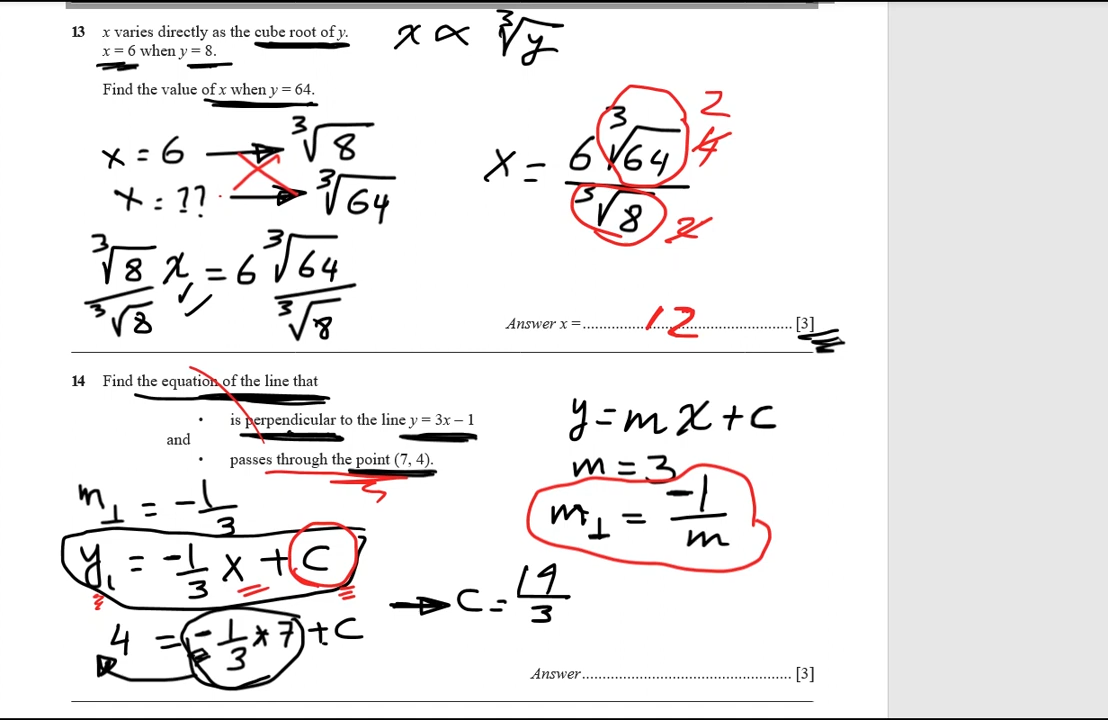 13 x varies directly as the cube root of y.
x ∝ ∛y
x = 6 when y = 8.
Find the value of x when y = 64.
x = 6 → ∛8
x = ?? → ∛64
∛8 x / ∛8 = 6 ∛64 / ∛8
x = 6 ∛64 / ∛8
2
4
2
Answer x = 12 [3]
14 Find the equation of the line that
• is perpendicular to the line y = 3x – 1
and
• passes through the point (7, 4).
y = m x + c
m = 3
m⊥ = -1/m
m⊥ = -1/3
y₁ = -1/3 x + C
4 = -1/3 × 7 + C
→ C = 19/3
Answer [3]